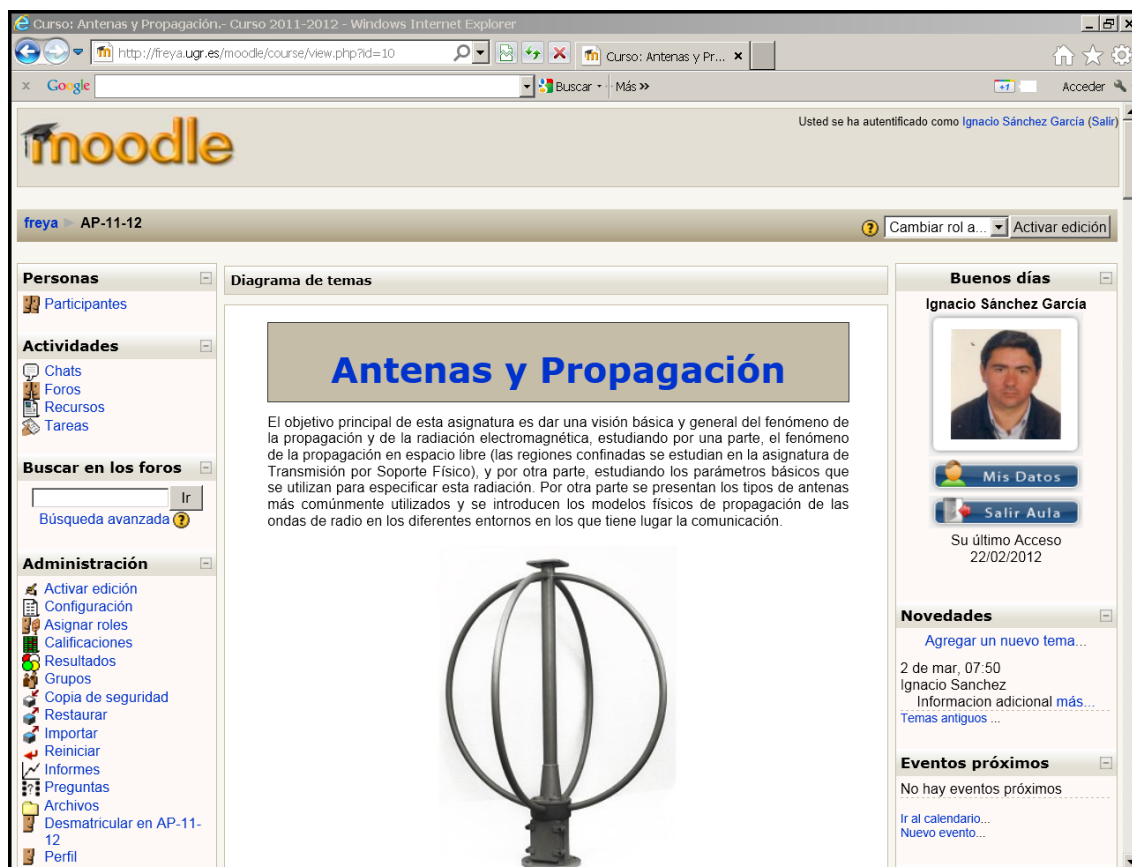 Curso: Antenas y Propagación.- Curso 2011-2012 - Windows Internet Explorer
http://freya.ugr.es/moodle/course/view.php?id=10
Curso: Antenas y Pr...
x Google
Buscar
Más >>
+1
Acceder
moodle
Usted se ha autentificado como Ignacio Sánchez García (Salir)
freya
AP-11-12
Cambiar rol a...
Activar edición
Personas
Participantes
Actividades
Chats
Foros
Recursos
Tareas
Buscar en los foros
Ir
Búsqueda avanzada
Administración
Activar edición
Configuración
Asignar roles
Calificaciones
Resultados
Grupos
Copia de seguridad
Restaurar
Importar
Reiniciar
Informes
Preguntas
Archivos
Desmatricular en AP-11-
12
Perfil
Diagrama de temas
Antenas y Propagación
El objetivo principal de esta asignatura es dar una visión básica y general del fenómeno de
la propagación y de la radiación electromagnética, estudiando por una parte, el fenómeno
de la propagación en espacio libre (las regiones confinadas se estudian en la asignatura de
Transmisión por Soporte Físico), y por otra parte, estudiando los parámetros básicos que
se utilizan para especificar esta radiación. Por otra parte se presentan los tipos de antenas
más comúnmente utilizados y se introducen los modelos físicos de propagación de las
ondas de radio en los diferentes entornos en los que tiene lugar la comunicación.
Buenos días
Ignacio Sánchez García
Mis Datos
Salir Aula
Su último Acceso
22/02/2012
Novedades
Agregar un nuevo tema...
2 de mar, 07:50
Ignacio Sanchez
Informacion adicional más...
Temas antiguos ...
Eventos próximos
No hay eventos próximos
Ir al calendario...
Nuevo evento...